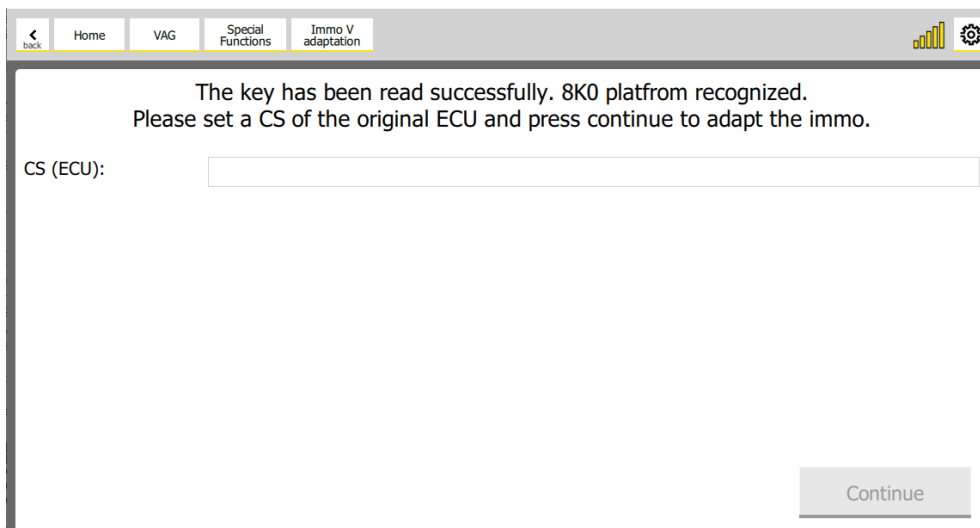 back
Home
VAG
Special
Functions
Immo V
adaptation
The key has been read successfully. 8K0 platfrom recognized.
Please set a CS of the original ECU and press continue to adapt the immo.
CS (ECU):
Continue